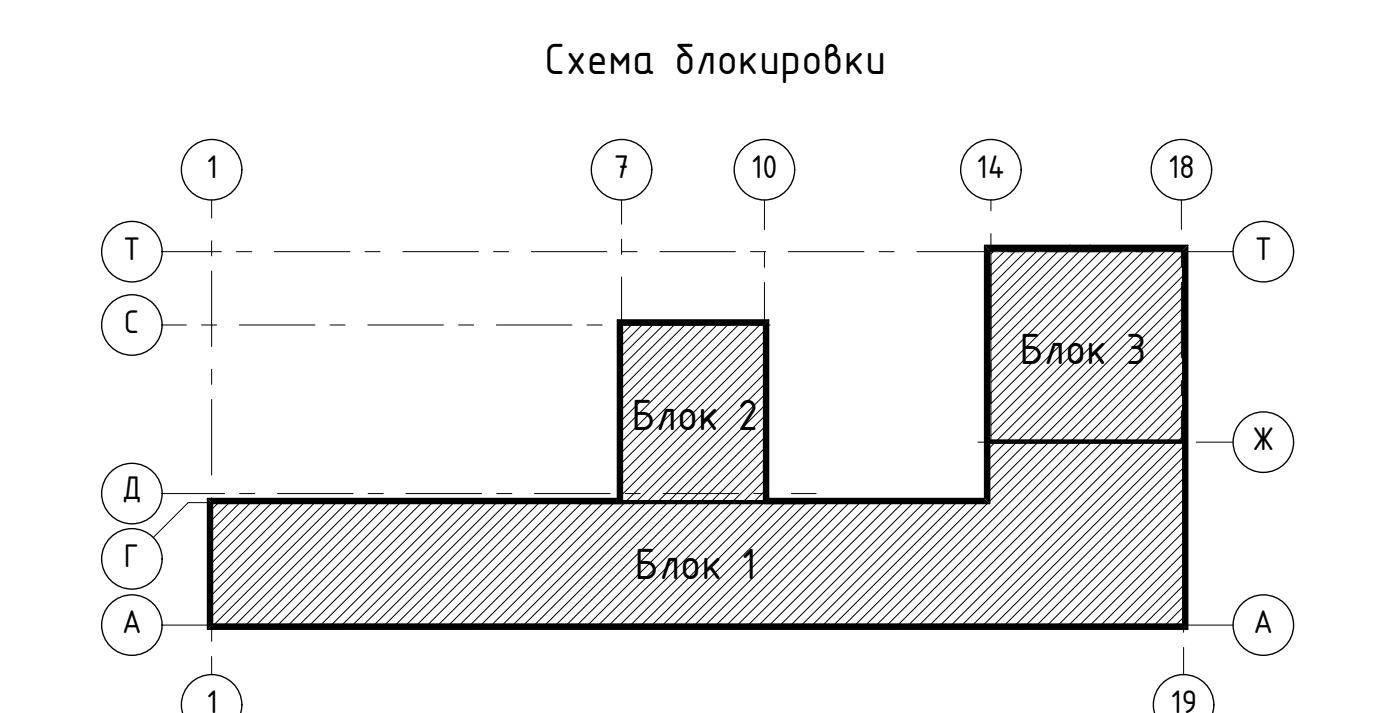 Схема блокировки
1 7 10 14 18
Т Т
С
Блок 3
Блок 2
Ж
Д
Г
Блок 1
А А
1 19